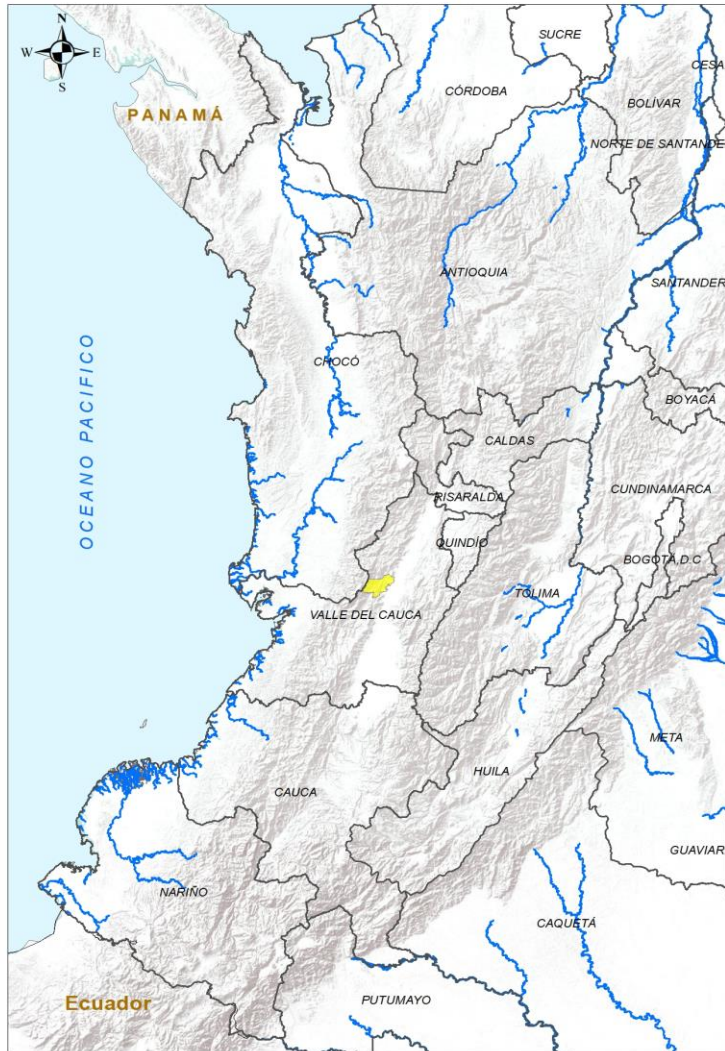 N
W E
S
SUCRE
CESA
CÓRDOBA
BOLÍVAR
PANAMÁ
NORTE DE SANTANDE
ANTIOQUIA
SANTANDER
OCEANO PACIFICO
CHOCÓ
BOYACÁ
CALDAS
CUNDINAMARCA
RISARALDA
QUINDÍO
BOGOTÁ,D.C
TOLIMA
VALLE DEL CAUCA
META
HUILA
CAUCA
GUAVIAR
NARIÑO
CAQUETÁ
Ecuador
PUTUMAYO